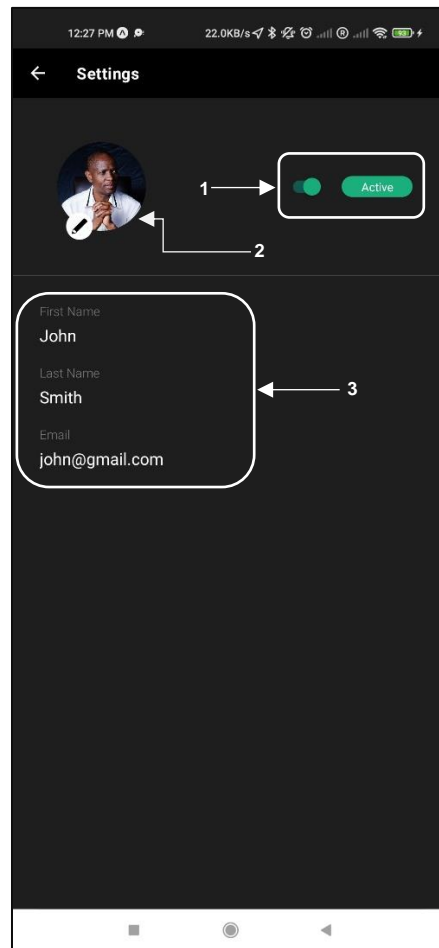 12:27 PM 22.0KB/s 93
Settings
1 Active
2
First Name
John
Last Name
Smith
3
Email
john@gmail.com